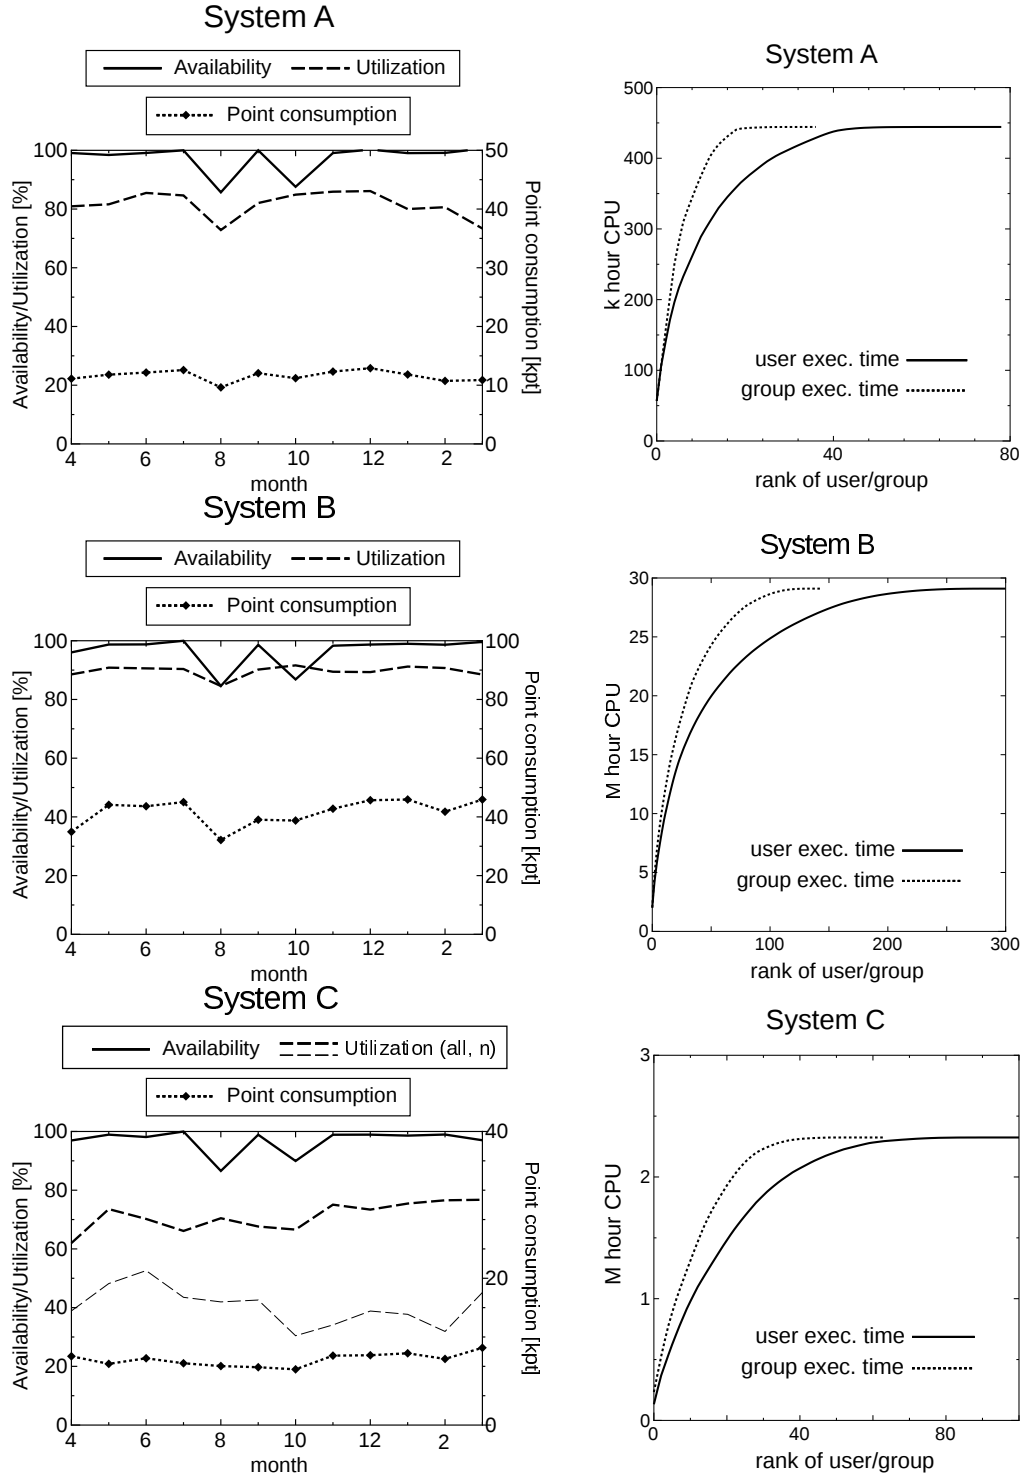 System A
Availability Utilization
Point consumption
100
80
60
40
20
0
50
40
30
20
10
0
Availability/Utilization [%]
Point consumption [kpt]
4 6 8 10 12 2
month
System A
500
400
300
200
100
0
k hour CPU
user exec. time
group exec. time
0 40 80
rank of user/group
System B
Availability Utilization
Point consumption
100
80
60
40
20
0
100
80
60
40
20
0
Availability/Utilization [%]
Point consumption [kpt]
4 6 8 10 12 2
month
System B
30
25
20
15
10
5
0
M hour CPU
user exec. time
group exec. time
0 100 200 300
rank of user/group
System C
Availability Utilization (all, n)
Point consumption
100
80
60
40
20
0
40
20
0
Availability/Utilization [%]
Point consumption [kpt]
4 6 8 10 12 2
month
System C
3
2
1
0
M hour CPU
user exec. time
group exec. time
0 40 80
rank of user/group